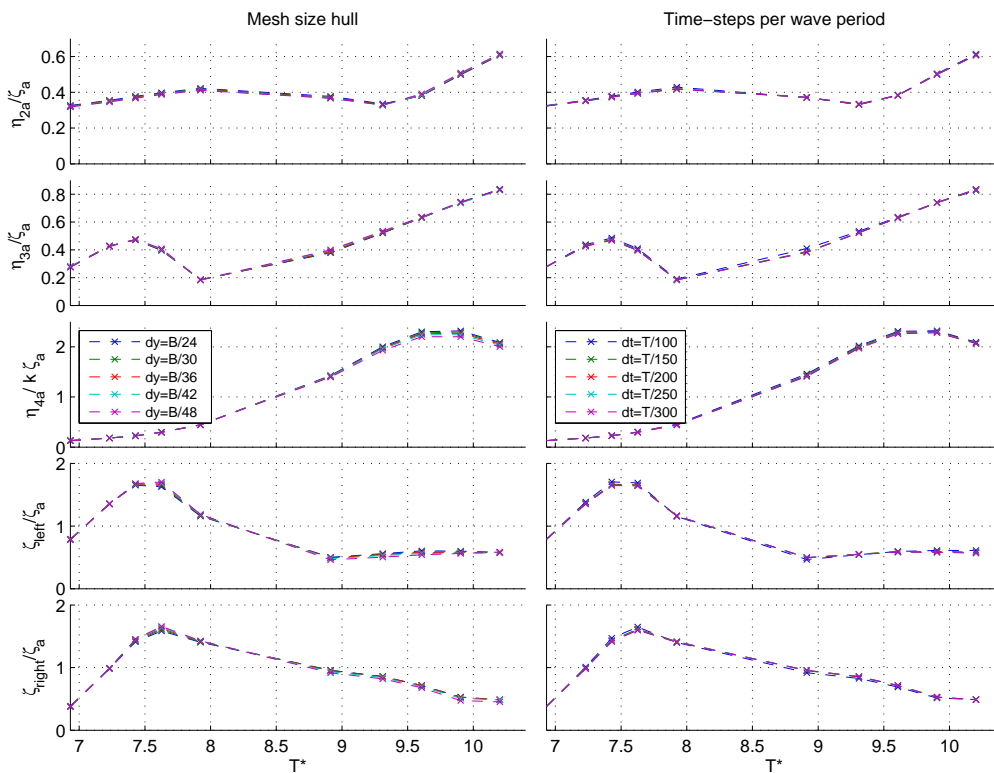 Mesh size hull
Time−steps per wave period
η2a/ζa
0.6
0.4
0.2
0
η3a/ζa
0.8
0.6
0.4
0.2
0
η4a/ k ζa
2
1
0
dy=B/24
dy=B/30
dy=B/36
dy=B/42
dy=B/48
dt=T/100
dt=T/150
dt=T/200
dt=T/250
dt=T/300
ζleft/ζa
2
1
0
ζright/ζa
2
1
0
7 7.5 8 8.5 9 9.5 10
7 7.5 8 8.5 9 9.5 10
T*
T*